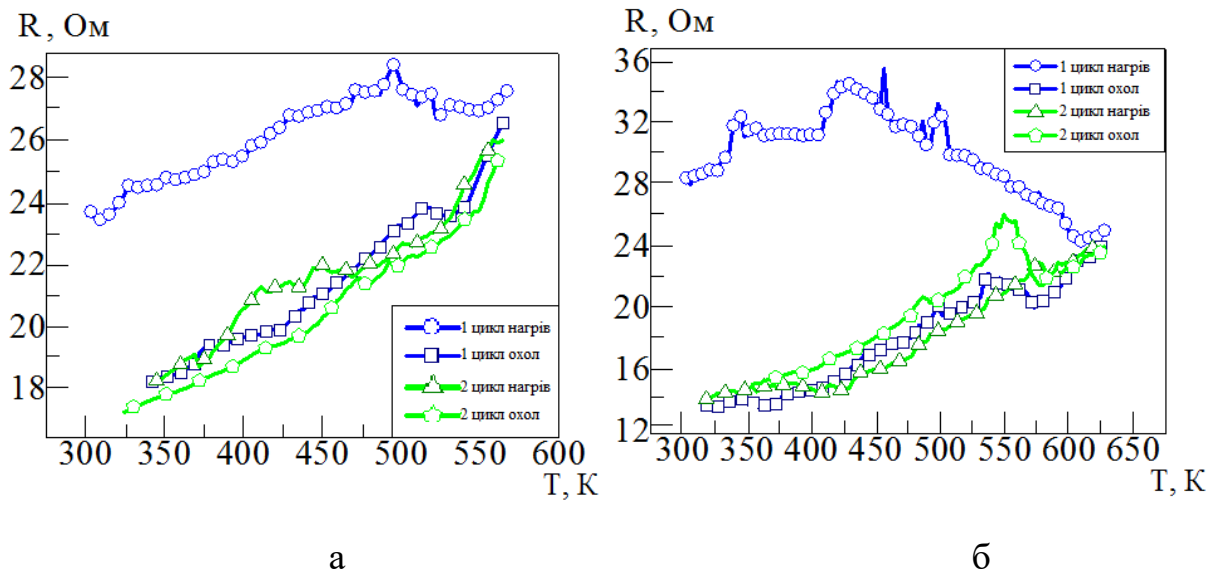 R, Ом
28
26
24
22
20
18
300 350 400 450 500 550 600
T, К
1 цикл нагрів
1 цикл охол
2 цикл нагрів
2 цикл охол
а
R, Ом
36
32
28
24
20
16
12
300 350 400 450 500 550 600 650
T, К
1 цикл нагрів
1 цикл охол
2 цикл нагрів
2 цикл охол
б